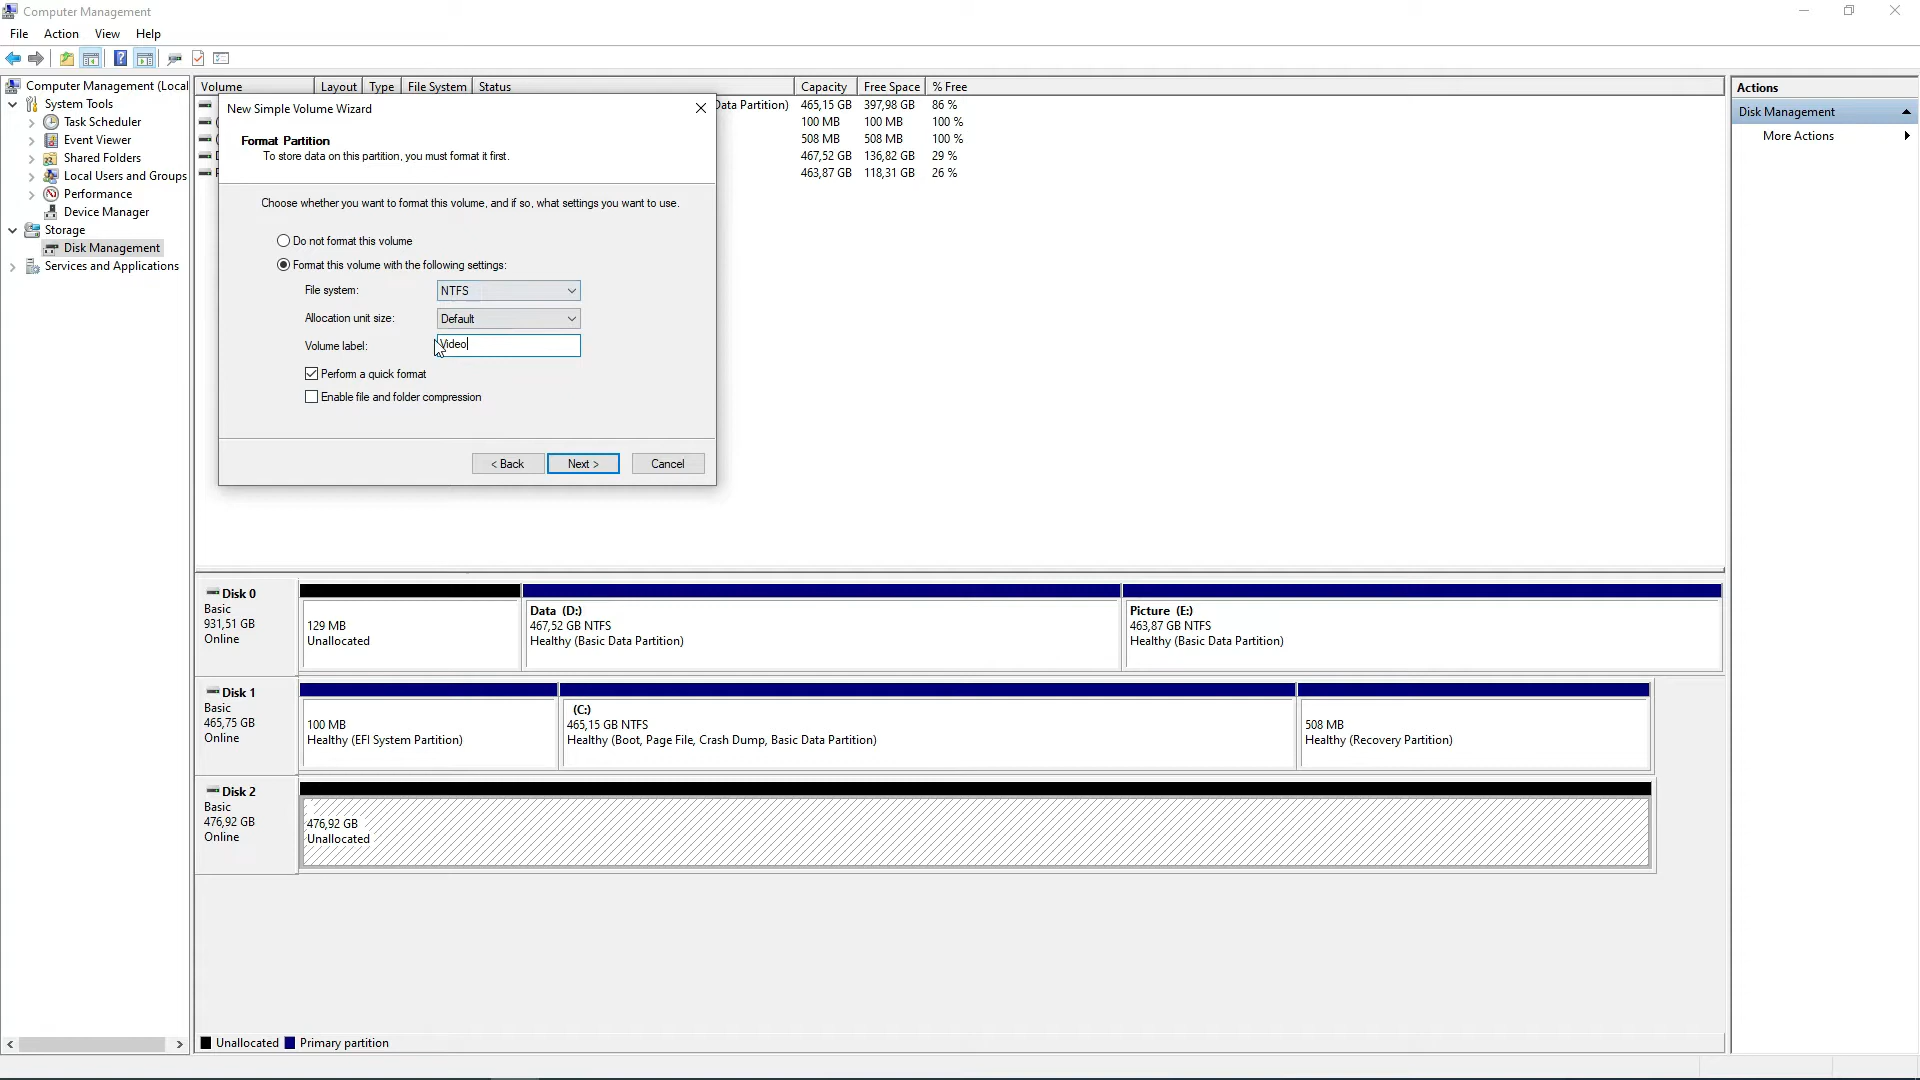 Computer Management
File Action View Help
Computer Management (Local
System Tools
Task Scheduler
Event Viewer
Shared Folders
Local Users and Groups
Performance
Device Manager
Storage
Disk Management
Services and Applications
Volume Layout Type File System Status Capacity Free Space % Free
Data Partition) 465,15 GB 397,98 GB 86 %
100 MB 100 MB 100 %
508 MB 508 MB 100 %
467,52 GB 136,82 GB 29 %
463,87 GB 118,31 GB 26 %
New Simple Volume Wizard
Format Partition
To store data on this partition, you must format it first.
Choose whether you want to format this volume, and if so, what settings you want to use.
Do not format this volume
Format this volume with the following settings:
File system: NTFS
Allocation unit size: Default
Volume label: Video
Perform a quick format
Enable file and folder compression
< Back Next > Cancel
Actions
Disk Management
More Actions
Disk 0
Basic
931,51 GB
Online
129 MB
Unallocated
Data (D:)
467,52 GB NTFS
Healthy (Basic Data Partition)
Picture (E:)
463,87 GB NTFS
Healthy (Basic Data Partition)
Disk 1
Basic
465,75 GB
Online
100 MB
Healthy (EFI System Partition)
(C:)
465,15 GB NTFS
Healthy (Boot, Page File, Crash Dump, Basic Data Partition)
508 MB
Healthy (Recovery Partition)
Disk 2
Basic
476,92 GB
Online
476,92 GB
Unallocated
Unallocated Primary partition